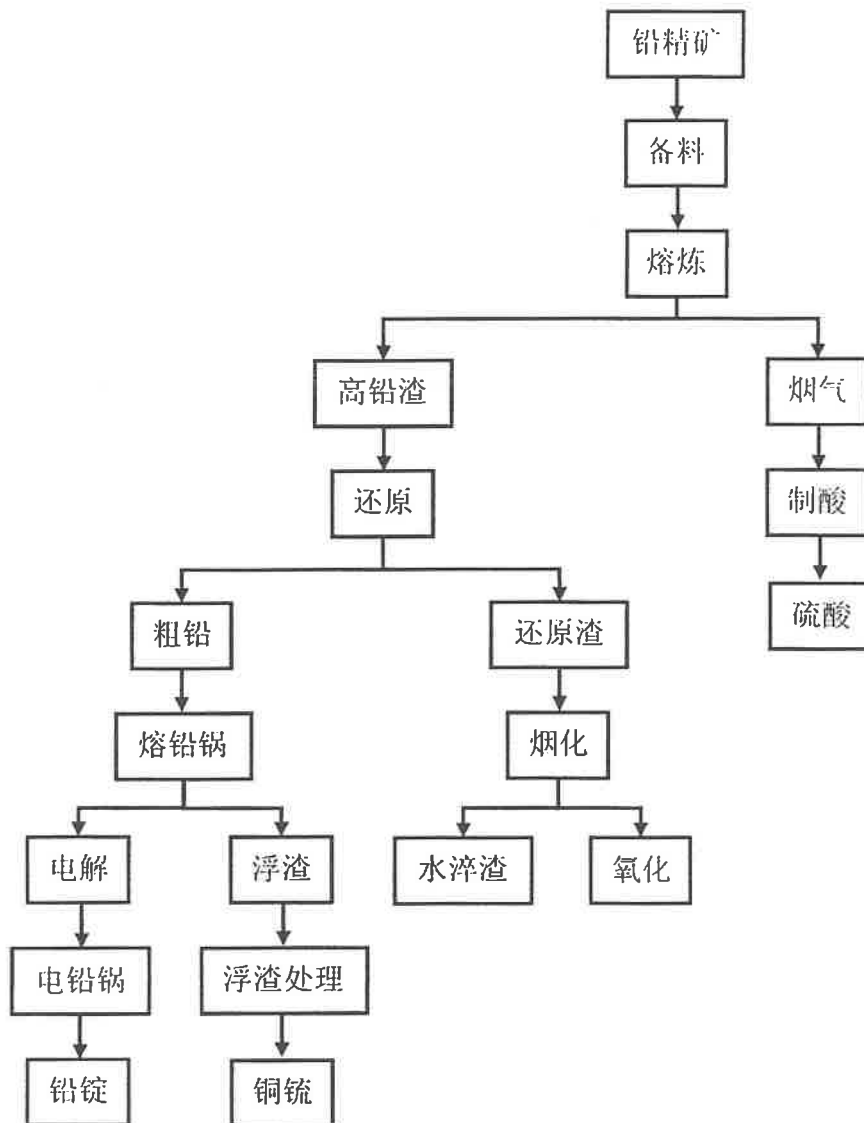 铅精矿
备料
熔炼
高铅渣
烟气
还原
制酸
硫酸
粗铅
还原渣
熔铅锅
烟化
电解
浮渣
水淬渣
氧化
电铅锅
浮渣处理
铅锭
铜锍